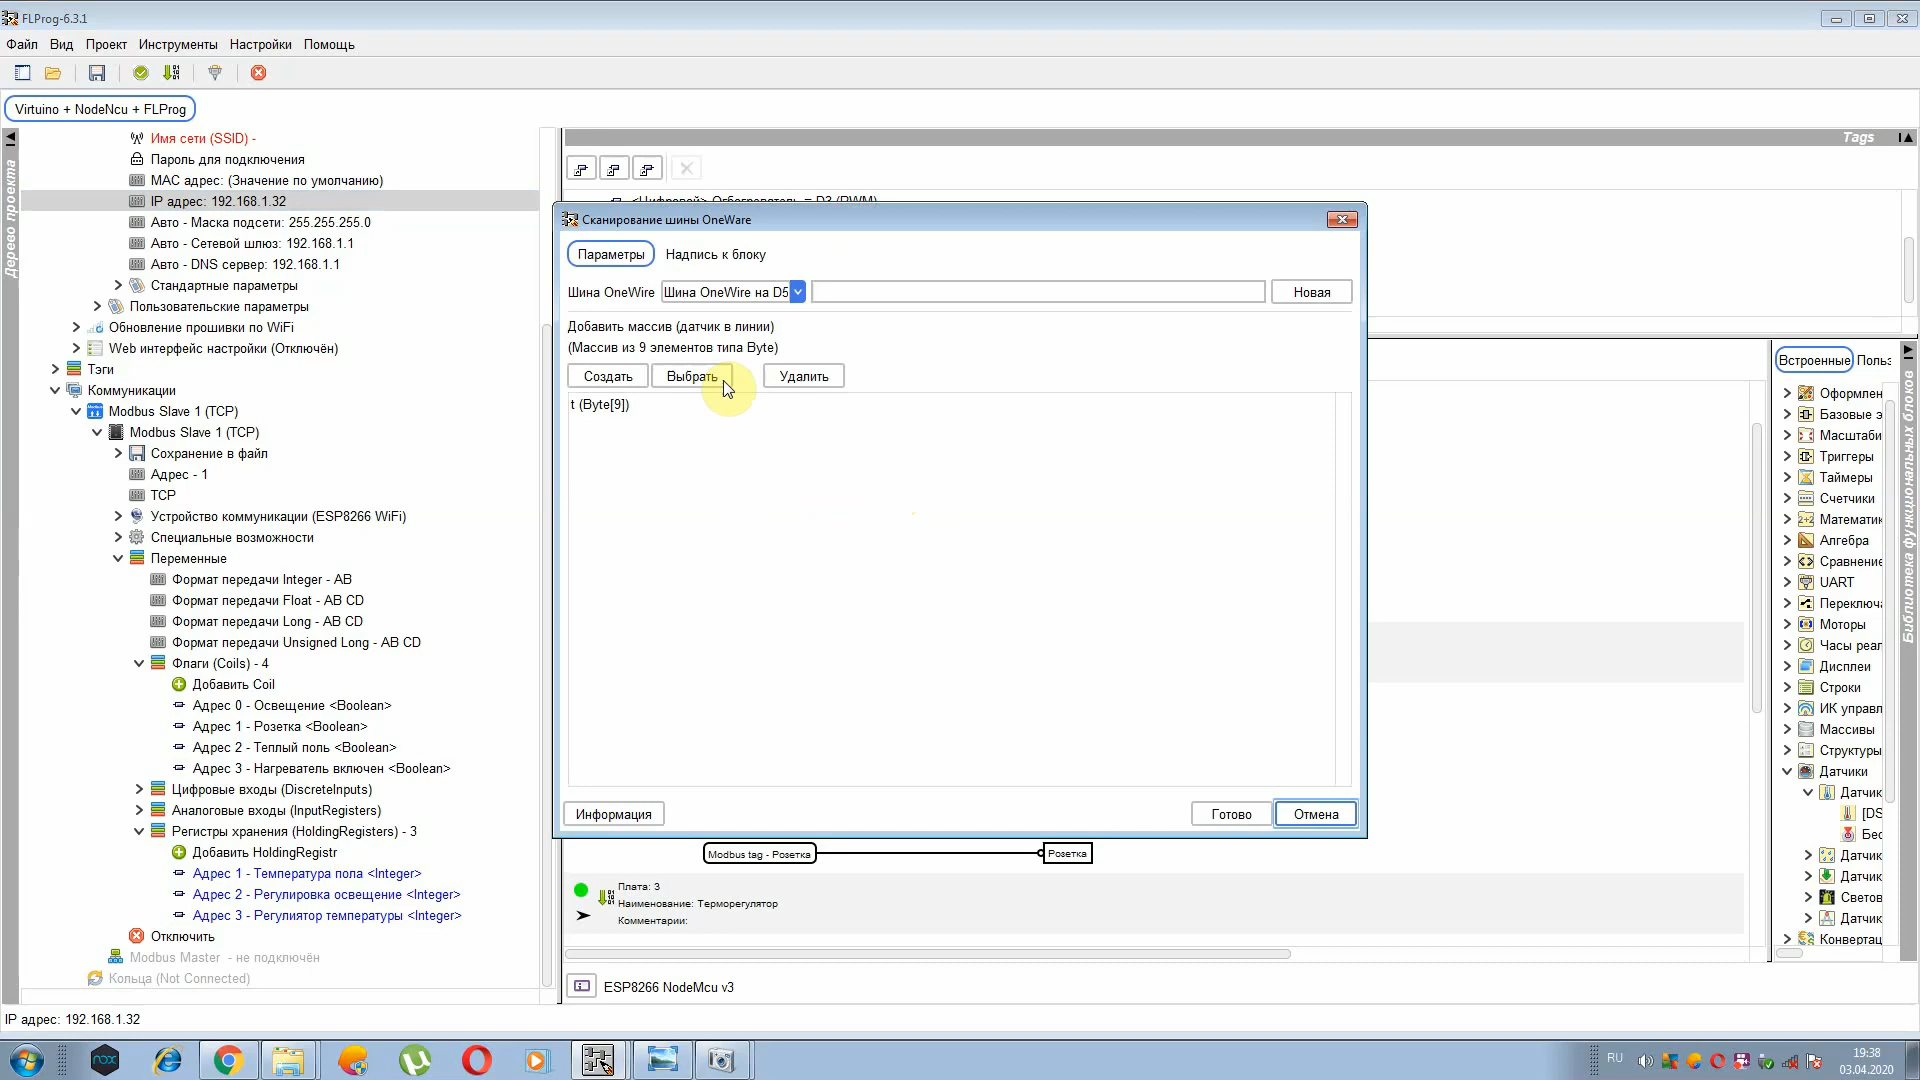 FLProg-6.3.1
Файл Вид Проект Инструменты Настройки Помощь
Virtuino + NodeNcu + FLProg
Дерево проекта
Имя сети (SSID) -
Пароль для подключения
МАС адрес: (Значение по умолчанию)
IP адрес: 192.168.1.32
Авто - Маска подсети: 255.255.255.0
Авто - Сетевой шлюз: 192.168.1.1
Авто - DNS сервер: 192.168.1.1
Стандартные параметры
Пользовательские параметры
Обновление прошивки по WiFi
Web интерфейс настройки (Отключён)
Тэги
Коммуникации
Modbus Slave 1 (TCP)
Modbus Slave 1 (TCP)
Сохранение в файл
Адрес - 1
TCP
Устройство коммуникации (ESP8266 WiFi)
Специальные возможности
Переменные
Формат передачи Integer - AB
Формат передачи Float - AB CD
Формат передачи Long - AB CD
Формат передачи Unsigned Long - AB CD
Флаги (Coils) - 4
Добавить Coil
Адрес 0 - Освещение <Boolean>
Адрес 1 - Розетка <Boolean>
Адрес 2 - Теплый поль <Boolean>
Адрес 3 - Нагреватель включен <Boolean>
Цифровые входы (DiscreteInputs)
Аналоговые входы (InputRegisters)
Регистры хранения (HoldingRegisters) - 3
Добавить HoldingRegistr
Адрес 1 - Температура пола <Integer>
Адрес 2 - Регулировка освещение <Integer>
Адрес 3 - Регулиятор температуры <Integer>
Отключить
Modbus Master - не подключён
Кольца (Not Connected)
IP адрес: 192.168.1.32
Tags
Сканирование шины OneWare
Параметры Надпись к блоку
Шина OneWire Шина OneWire на D5 Новая
Добавить массив (датчик в линии)
(Массив из 9 элементов типа Byte)
Создать Выбрать Удалить
t (Byte[9])
Информация Готово Отмена
Modbus tag - Розетка Розетка
Плата: 3
Наименование: Терморегулятор
Комментарии:
ESP8266 NodeMcu v3
Встроенные Польз
Оформлен
Базовые э
Масштаби
Триггеры
Таймеры
Счетчики
Математик
Алгебра
Сравнение
UART
Переключа
Моторы
Часы реал
Дисплеи
Строки
ИК управл
Массивы
Структуры
Датчики
Датчик
[DS
Бес
Датчик
Датчик
Светов
Датчик
Конвертац
Библиотека функциональных блоков
nox
RU
19:38
03.04.2020